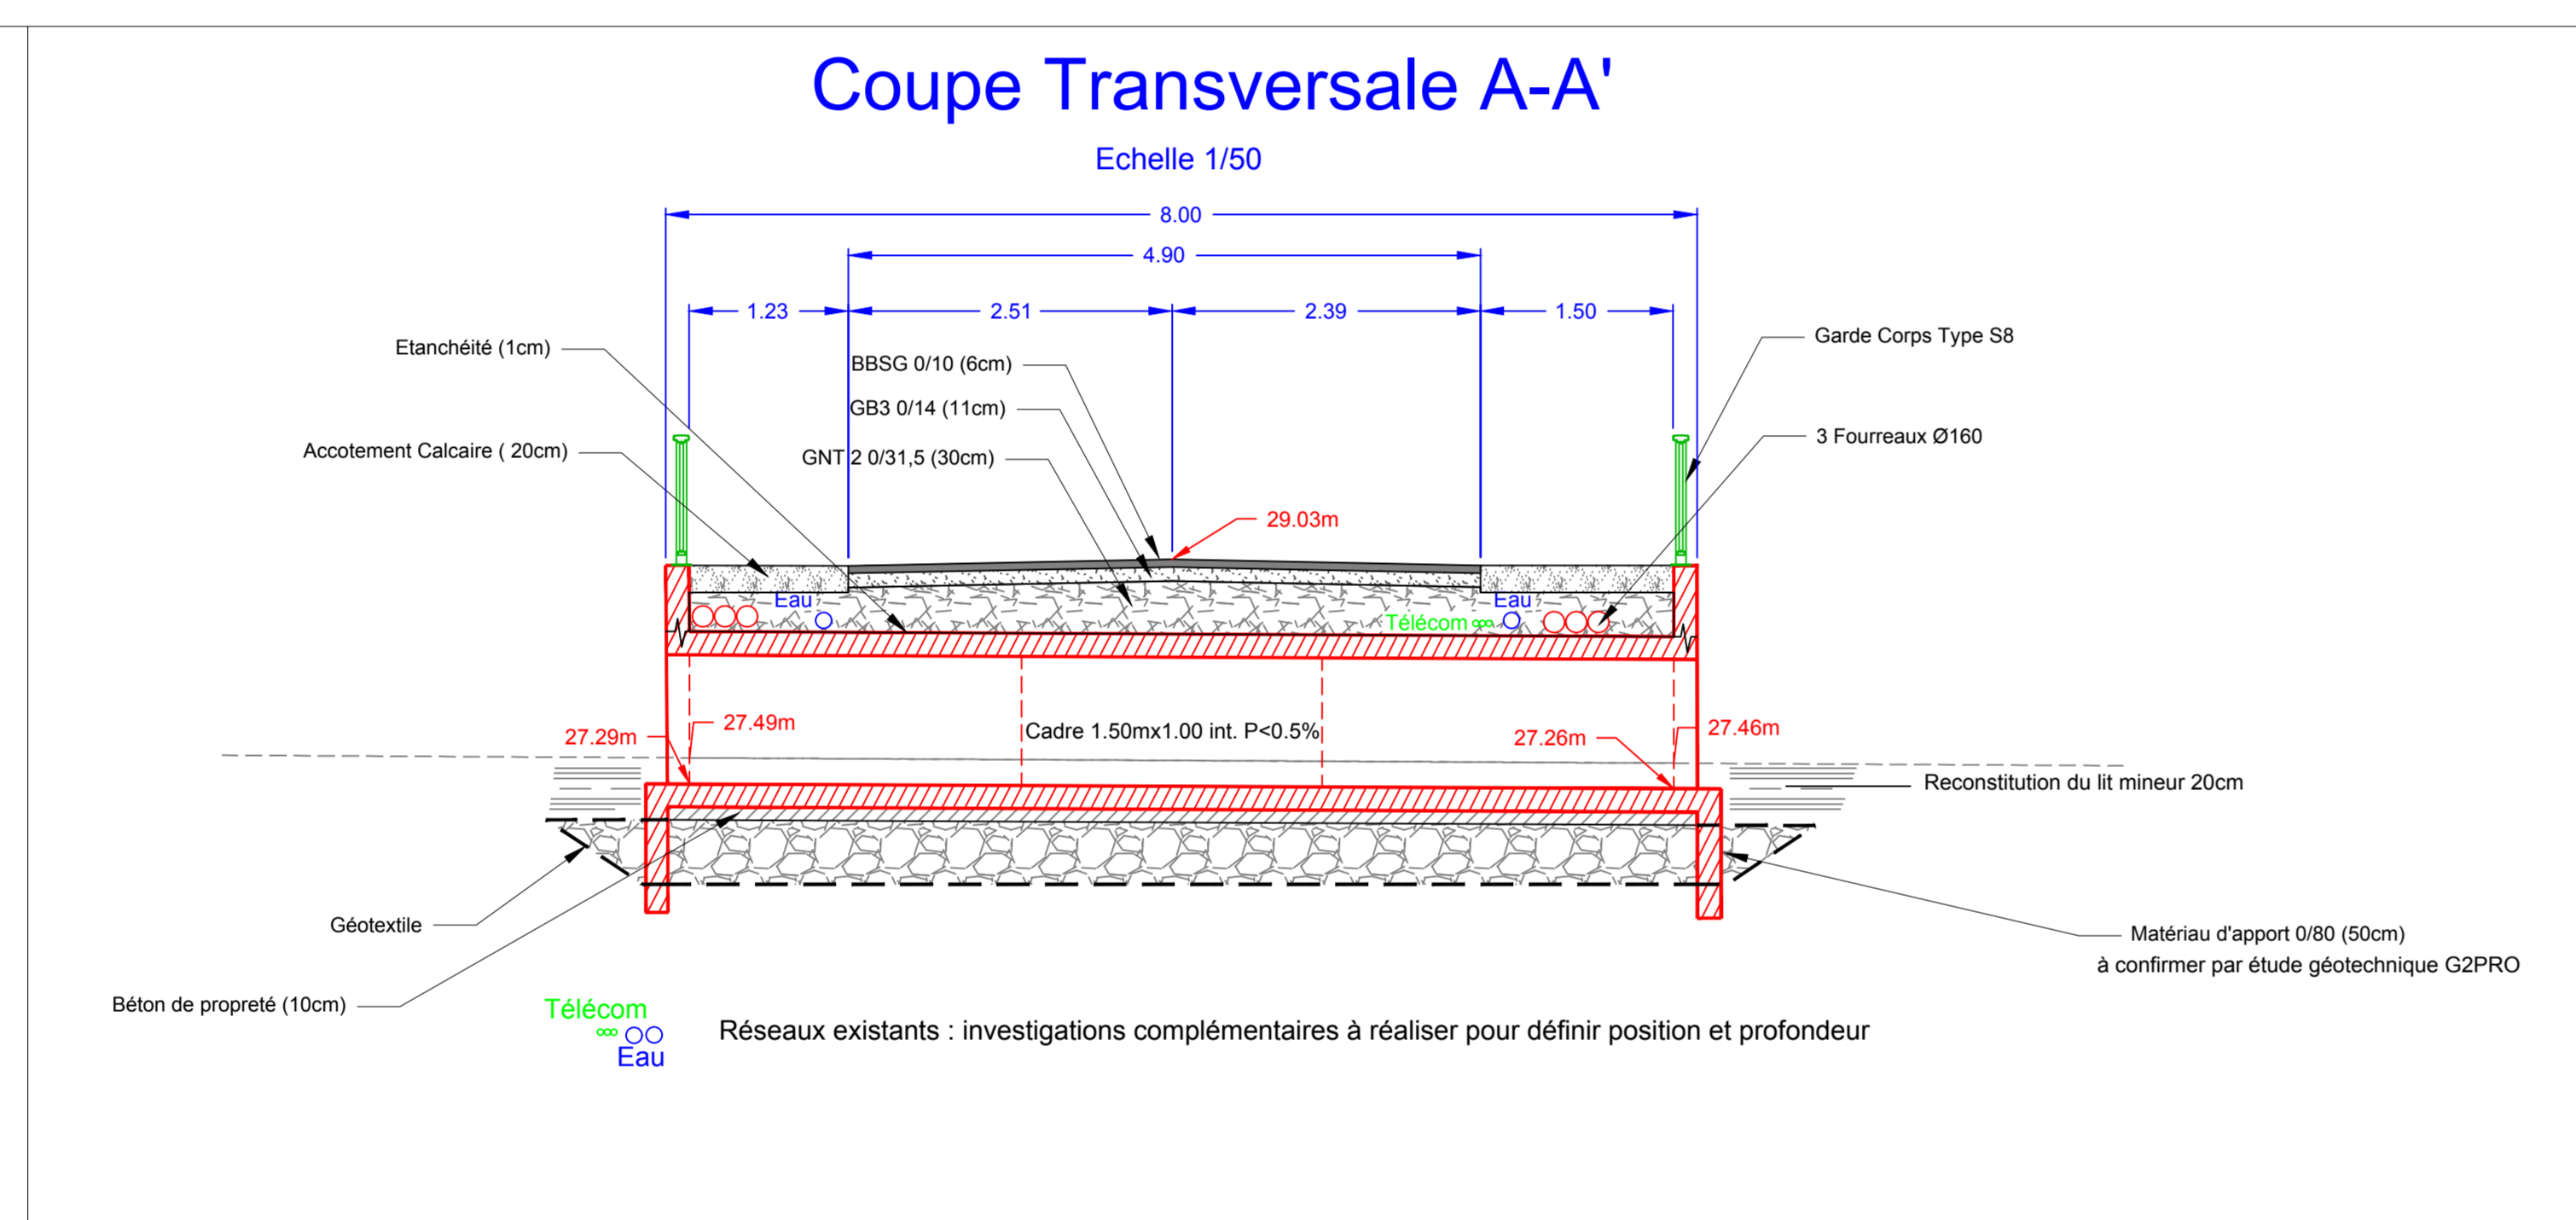 Coupe Transversale A-A'
Echelle 1/50
8.00
4.90
1.23
2.51
2.39
1.50
Etanchéité (1cm)
BBSG 0/10 (6cm)
Garde Corps Type S8
GB3 0/14 (11cm)
Accotement Calcaire ( 20cm)
GNT 2 0/31,5 (30cm)
3 Fourreaux Ø160
29.03m
Eau
Eau
Télécom
27.29m
27.49m
Cadre 1.50mx1.00 int. P<0.5%
27.26m
27.46m
Reconstitution du lit mineur 20cm
Géotextile
Matériau d'apport 0/80 (50cm)
à confirmer par étude géotechnique G2PRO
Béton de propreté (10cm)
Télécom
Eau
Réseaux existants : investigations complémentaires à réaliser pour définir position et profondeur